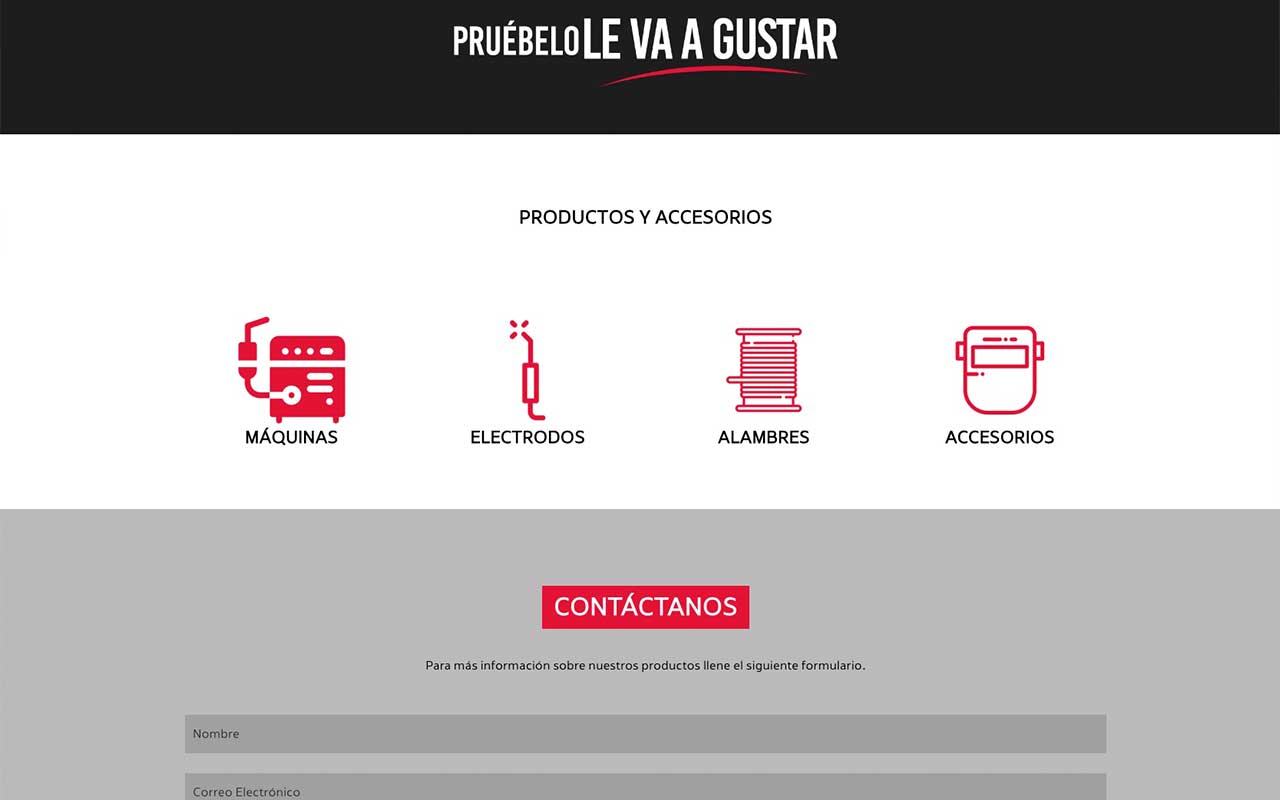 PRUÉBELO LE VA A GUSTAR
PRODUCTOS Y ACCESORIOS
MÁQUINAS
ELECTRODOS
ALAMBRES
ACCESORIOS
CONTÁCTANOS
Para más información sobre nuestros productos llene el siguiente formulario.
Nombre
Correo Electrónico